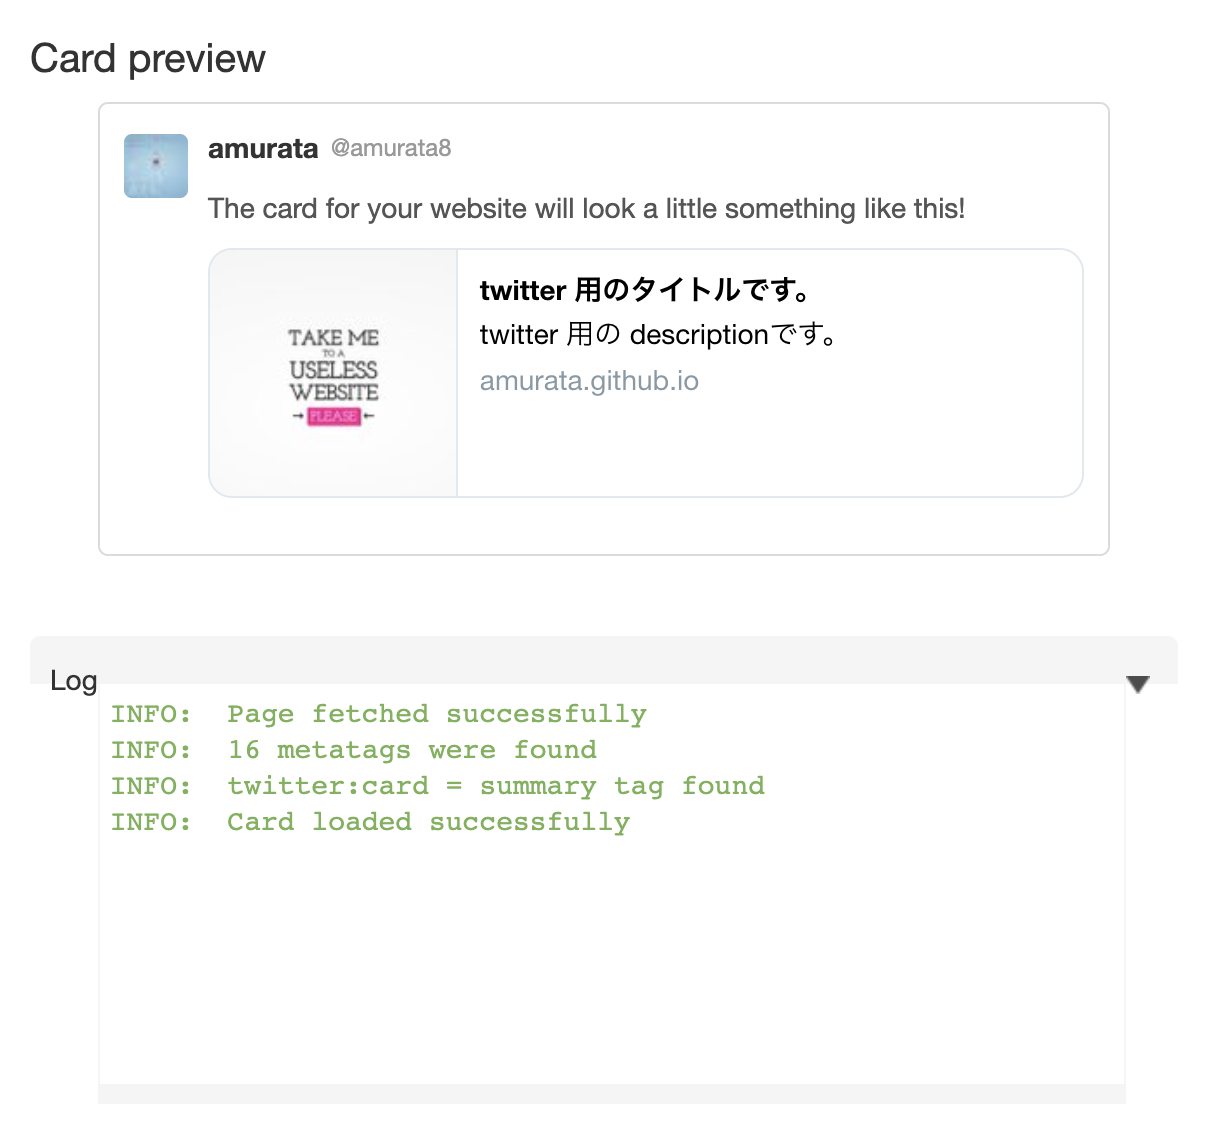 Card preview
amurata @amurata8
The card for your website will look a little something like this!
TAKE ME
TO A
USELESS
WEBSITE
→ PLEASE ←
twitter 用のタイトルです。
twitter 用の descriptionです。
amurata.github.io
Log
INFO: Page fetched successfully
INFO: 16 metatags were found
INFO: twitter:card = summary tag found
INFO: Card loaded successfully